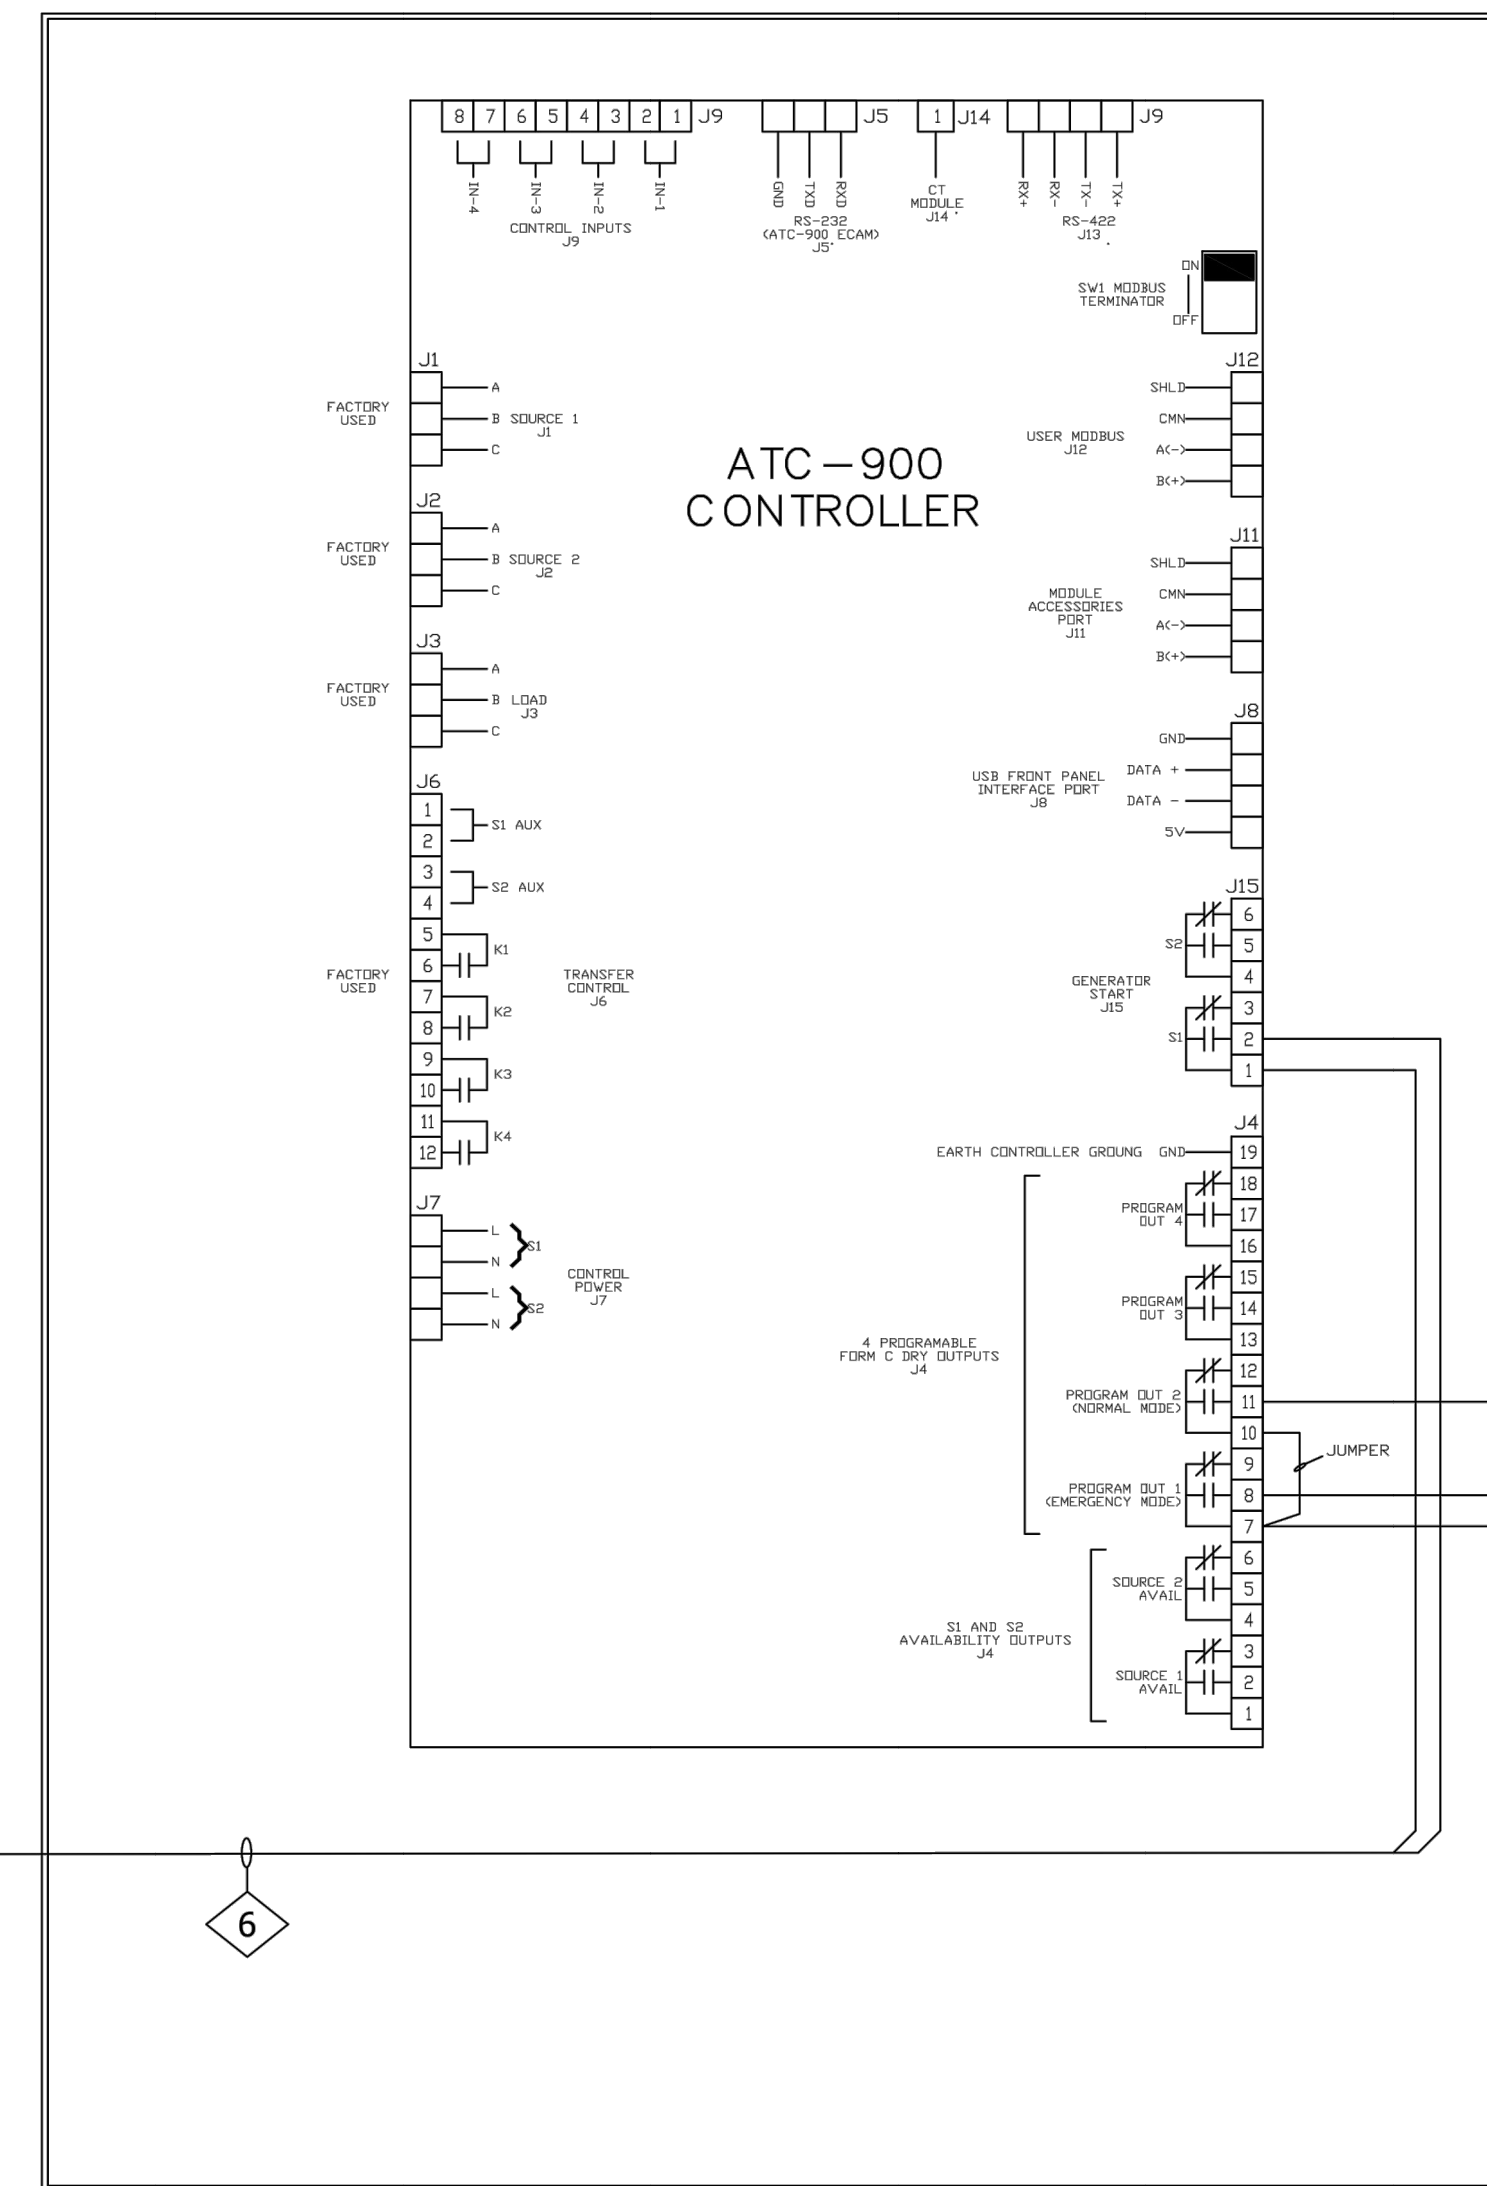 8 7 6 5 4 3 2 1 J9
J5
1 J14
J9
IN-4 IN-3 IN-2 IN-1
CONTROL INPUTS
J9
GND TXD RXD
RS-232
(ATC-900 ECAM)
J5
CT
MODULE
J14
RX+ RX- TX- TX+
RS-422
J13
ON
SW1 MODBUS
TERMINATOR
OFF
ATC-900
CONTROLLER
J1
FACTORY
USED
A
B SOURCE 1
J1
C
J2
FACTORY
USED
A
B SOURCE 2
J2
C
J3
FACTORY
USED
A
B LOAD
J3
C
J6
1
2
S1 AUX
3
4
S2 AUX
5
6
K1
7
8
K2
9
10
K3
11
12
K4
FACTORY
USED
TRANSFER
CONTROL
J6
J7
L
N
S1
L
N
S2
CONTROL
POWER
J7
J12
SHLD
CMN
A(-)
B(+)
USER MODBUS
J12
J11
SHLD
CMN
A(-)
B(+)
MODULE
ACCESSORIES
PORT
J11
J8
GND
DATA +
DATA -
5V
USB FRONT PANEL
INTERFACE PORT
J8
J15
6
S2 5
4
GENERATOR
START
J15
3
S1 2
1
J4
EARTH CONTROLLER GROUNG GND 19
18
PROGRAM
OUT 4
17
16
15
PROGRAM
OUT 3
14
13
4 PROGRAMABLE
FORM C DRY OUTPUTS
J4
12
PROGRAM OUT 2
(NORMAL MODE)
11
10
JUMPER
9
PROGRAM OUT 1
(EMERGENCY MODE)
8
7
6
SOURCE 2
AVAIL
5
4
S1 AND S2
AVAILABILITY OUTPUTS
J4
3
SOURCE 1
AVAIL
2
1
6